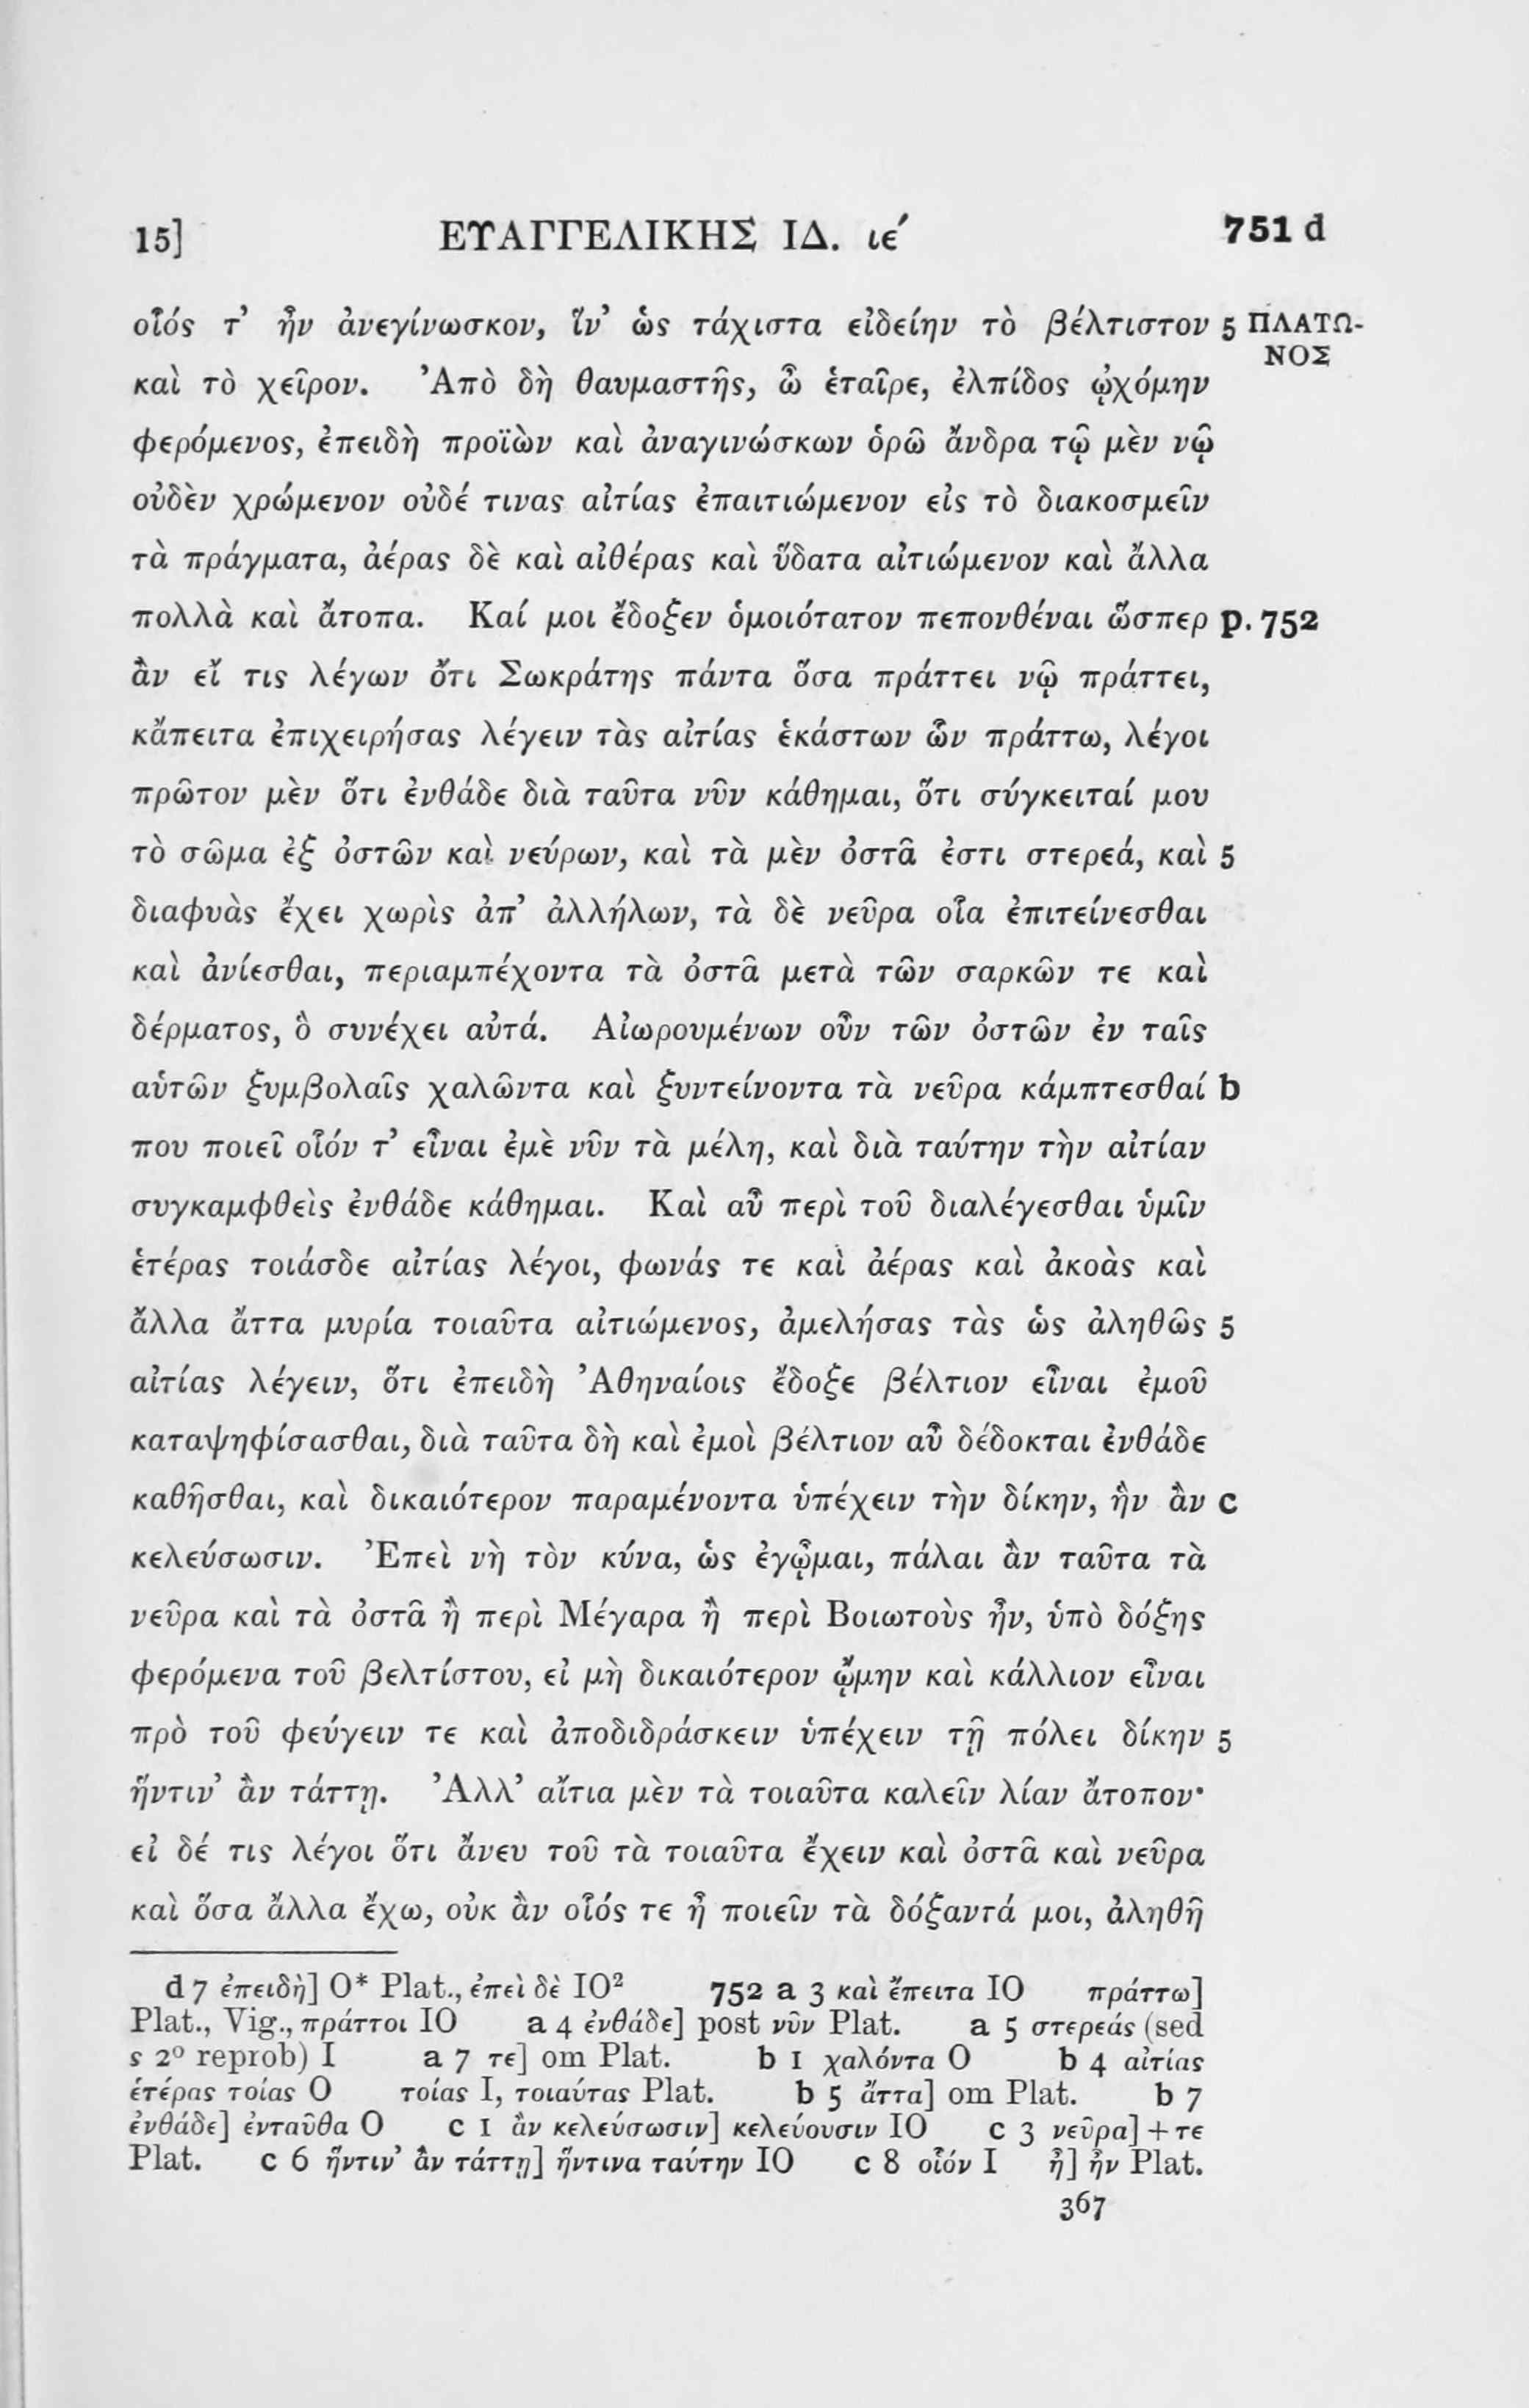 15] ΕΥΑΓΓΕΛΙΚΗΣ ΙΔ. ιε´ 751 d
οἷός τ’ ἦν ἀνεγίνωσκον, ἵν’ ὡς τάχιστα εἰδείην τὸ βέλτιστον 5 ΠΛΑΤΩ-
ΝΟΣ
καὶ τὸ χεῖρον. Ἀπὸ δὴ θαυμαστῆς, ὦ ἑταῖρε, ἐλπίδος ᾠχόμην
φερόμενος, ἐπειδὴ προϊὼν καὶ ἀναγινώσκων ὁρῶ ἄνδρα τῷ μὲν νῷ
οὐδὲν χρώμενον οὐδέ τινας αἰτίας ἐπαιτιώμενον εἰς τὸ διακοσμεῖν
τὰ πράγματα, ἀέρας δὲ καὶ αἰθέρας καὶ ὕδατα αἰτιώμενον καὶ ἄλλα
πολλὰ καὶ ἄτοπα. Καί μοι ἔδοξεν ὁμοιότατον πεπονθέναι ὥσπερ p. 752
ἂν εἴ τις λέγων ὅτι Σωκράτης πάντα ὅσα πράττει νῷ πράττει,
κἄπειτα ἐπιχειρήσας λέγειν τὰς αἰτίας ἑκάστων ὧν πράττω, λέγοι
πρῶτον μὲν ὅτι ἐνθάδε διὰ ταῦτα νῦν κάθημαι, ὅτι σύγκειταί μου
τὸ σῶμα ἐξ ὀστῶν καὶ νεύρων, καὶ τὰ μὲν ὀστᾶ ἐστι στερεά, καὶ 5
διαφυὰς ἔχει χωρὶς ἀπ’ ἀλλήλων, τὰ δὲ νεῦρα οἷα ἐπιτείνεσθαι
καὶ ἀνίεσθαι, περιαμπέχοντα τὰ ὀστᾶ μετὰ τῶν σαρκῶν τε καὶ
δέρματος, ὃ συνέχει αὐτά. Αἰωρουμένων οὖν τῶν ὀστῶν ἐν ταῖς
αὑτῶν ξυμβολαῖς χαλῶντα καὶ ξυντείνοντα τὰ νεῦρα κάμπτεσθαί b
που ποιεῖ οἷόν τ’ εἶναι ἐμὲ νῦν τὰ μέλη, καὶ διὰ ταύτην τὴν αἰτίαν
συγκαμφθεὶς ἐνθάδε κάθημαι. Καὶ αὖ περὶ τοῦ διαλέγεσθαι ὑμῖν
ἑτέρας τοιάσδε αἰτίας λέγοι, φωνάς τε καὶ ἀέρας καὶ ἀκοὰς καὶ
ἄλλα ἄττα μυρία τοιαῦτα αἰτιώμενος, ἀμελήσας τὰς ὡς ἀληθῶς 5
αἰτίας λέγειν, ὅτι ἐπειδὴ Ἀθηναίοις ἔδοξε βέλτιον εἶναι ἐμοῦ
καταψηφίσασθαι, διὰ ταῦτα δὴ καὶ ἐμοὶ βέλτιον αὖ δέδοκται ἐνθάδε
καθῆσθαι, καὶ δικαιότερον παραμένοντα ὑπέχειν τὴν δίκην, ἣν ἂν c
κελεύσωσιν. Ἐπεὶ νὴ τὸν κύνα, ὡς ἐγᾦμαι, πάλαι ἂν ταῦτα τὰ
νεῦρα καὶ τὰ ὀστᾶ ἢ περὶ Μέγαρα ἢ περὶ Βοιωτοὺς ἦν, ὑπὸ δόξης
φερόμενα τοῦ βελτίστου, εἰ μὴ δικαιότερον ᾤμην καὶ κάλλιον εἶναι
πρὸ τοῦ φεύγειν τε καὶ ἀποδιδράσκειν ὑπέχειν τῇ πόλει δίκην 5
ἥντιν’ ἂν τάττῃ. Ἀλλ’ αἴτια μὲν τὰ τοιαῦτα καλεῖν λίαν ἄτοπον·
εἰ δέ τις λέγοι ὅτι ἄνευ τοῦ τὰ τοιαῦτα ἔχειν καὶ ὀστᾶ καὶ νεῦρα
καὶ ὅσα ἄλλα ἔχω, οὐκ ἂν οἷός τε ἦ ποιεῖν τὰ δόξαντά μοι, ἀληθῆ
d 7 ἐπειδὴ] O* Plat., ἐπεὶ δὲ IO² 752 a 3 καὶ ἔπειτα IO πράττω]
Plat., Vig., πράττοι IO a 4 ἐνθάδε] post νῦν Plat. a 5 στερεάς (sed
s 2º reprob) I a 7 τε] om Plat. b 1 χαλόντα O b 4 αἰτίας
ἑτέρας τοίας O τοίας I, τοιαύτας Plat. b 5 ἄττα] om Plat. b 7
ἐνθάδε] ἐνταῦθα O c 1 ἂν κελεύσωσιν] κελεύουσιν IO c 3 νεῦρα] + τε
Plat. c 6 ἥντιν’ ἂν τάττῃ] ἥντινα ταύτην IO c 8 οἷόν I ἦ] ἦν Plat.
367